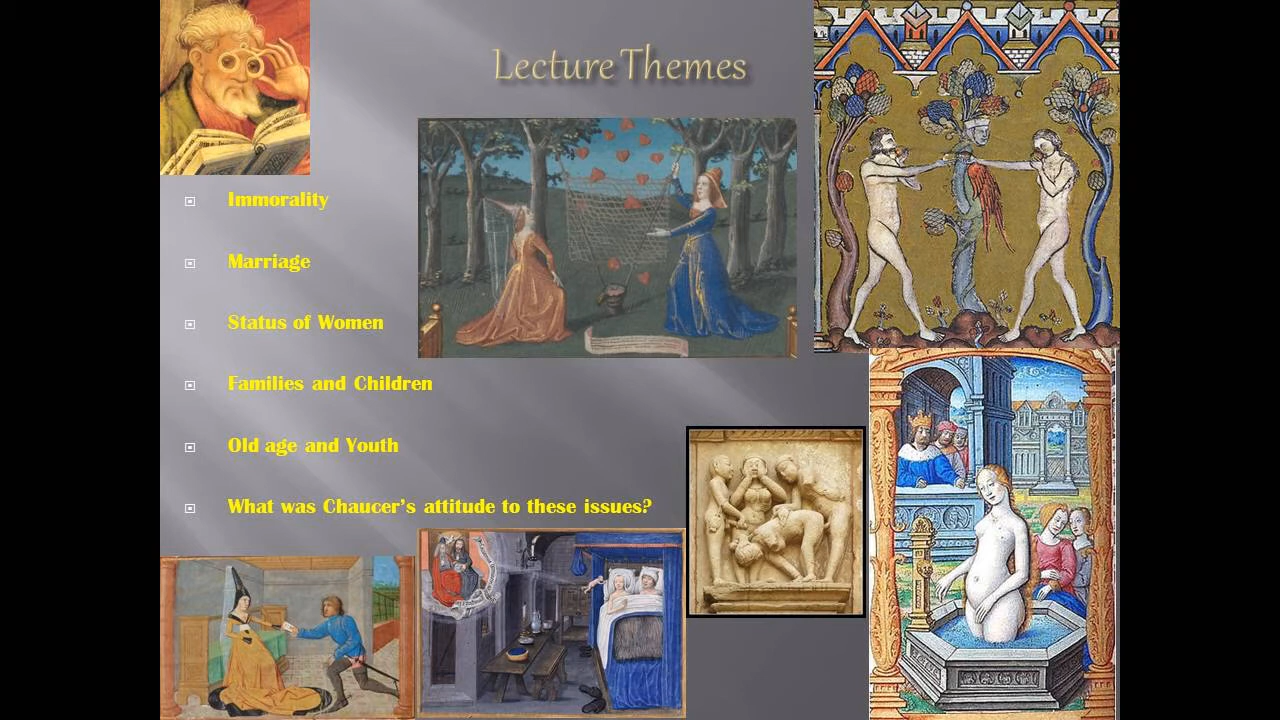 Lecture Themes
Immorality
Marriage
Status of Women
Families and Children
Old age and Youth
What was Chaucer’s attitude to these issues?